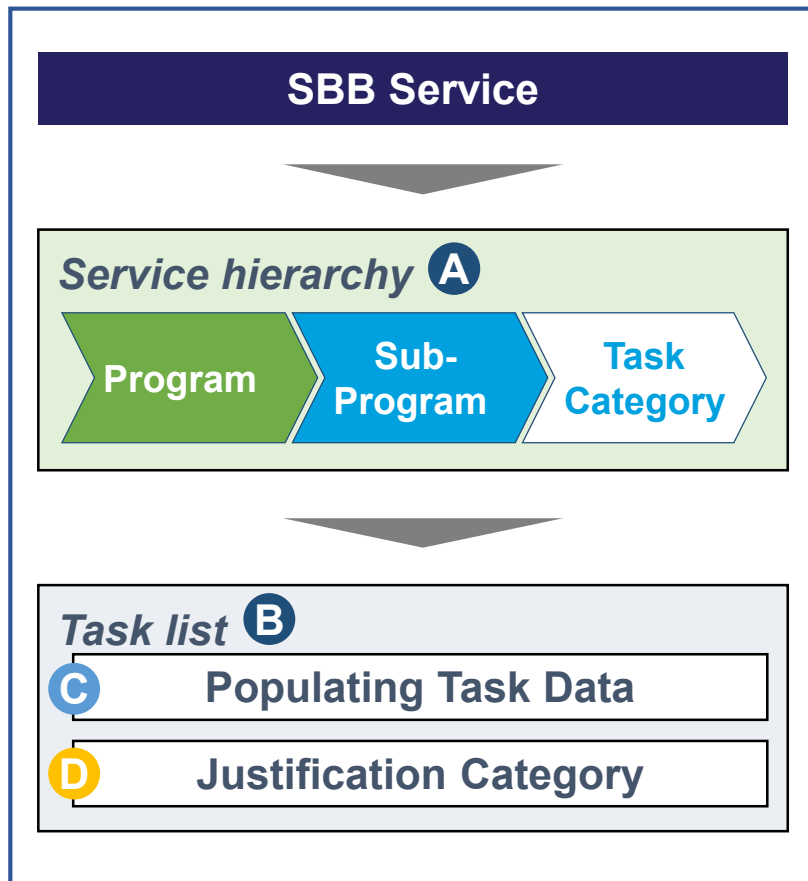 SBB Service
Service hierarchy A
Program
Sub-
Program
Task
Category
Task list B
C Populating Task Data
D Justification Category